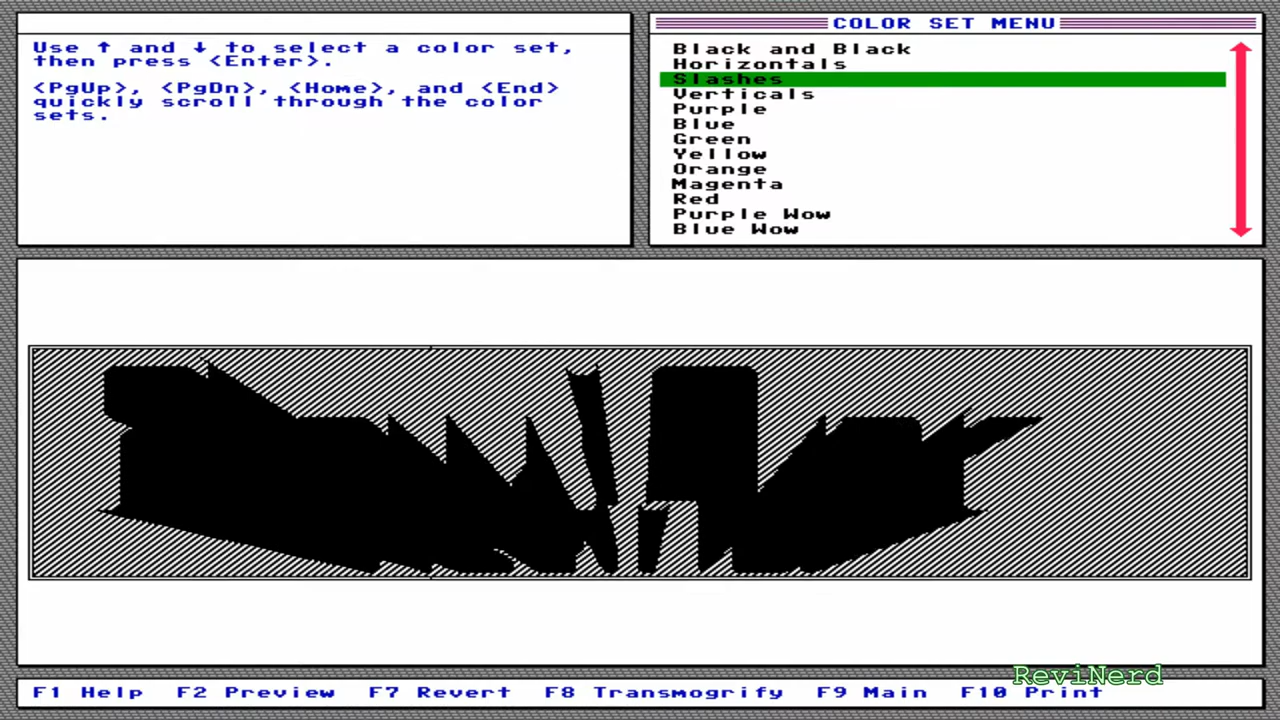 Use ↑ and ↓ to select a color set,
then press <Enter>.
<PgUp>, <PgDn>, <Home>, and <End>
quickly scroll through the color
sets.
COLOR SET MENU
Black and Black
Horizontals
Slashes
Verticals
Purple
Blue
Green
Yellow
Orange
Magenta
Red
Purple Wow
Blue Wow
ReviNerd
F1 Help F2 Preview F7 Revert F8 Transmogrify F9 Main F10 Print